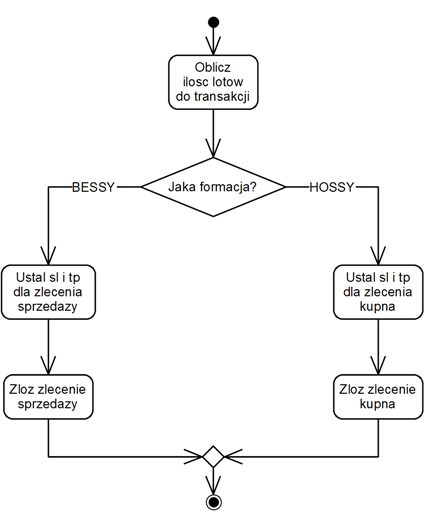 Oblicz
ilosc lotow
do transakcji
Jaka formacja?
BESSY
HOSSY
Ustal sl i tp
dla zlecenia
sprzedazy
Ustal sl i tp
dla zlecenia
kupna
Zloz zlecenie
sprzedazy
Zloz zlecenie
kupna